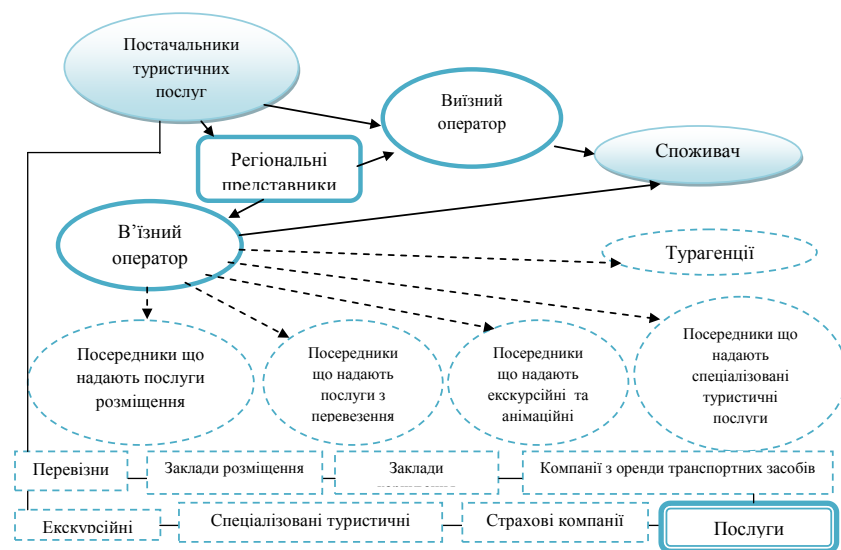 Постачальники
туристичних
послуг
Виїзний
оператор
Регіональні
представники
Споживач
В’їзний
оператор
Турагенції
Посередники що
надають послуги
розміщення
Посередники
що надають
послуги з
перевезення
Посередники
що надають
екскурсійні та
анімаційні
Посередники що
надають
спеціалізовані
туристичні
послуги
Перевізни
Заклади розміщення
Заклади
Компанії з оренди транспортних засобів
Екскурсійні
Спеціалізовані туристичні
Страхові компанії
Послуги